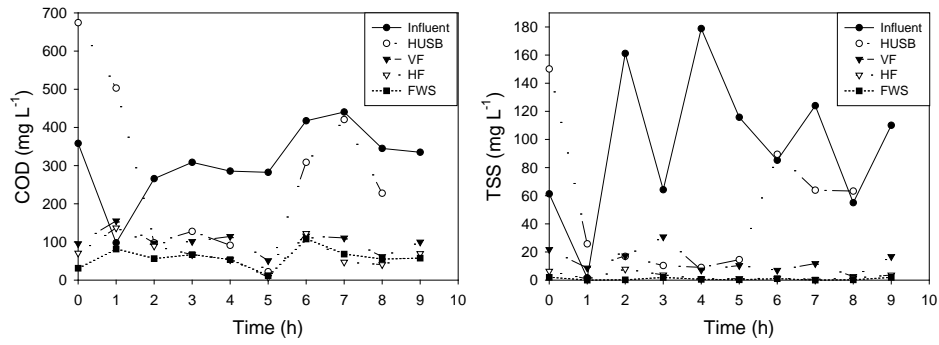 700
600
500
400
300
200
100
0
COD (mg L-1)
0 1 2 3 4 5 6 7 8 9 10
Time (h)
Influent
HUSB
VF
HF
FWS
180
160
140
120
100
80
60
40
20
0
TSS (mg L-1)
0 1 2 3 4 5 6 7 8 9 10
Time (h)
Influent
HUSB
VF
HF
FWS